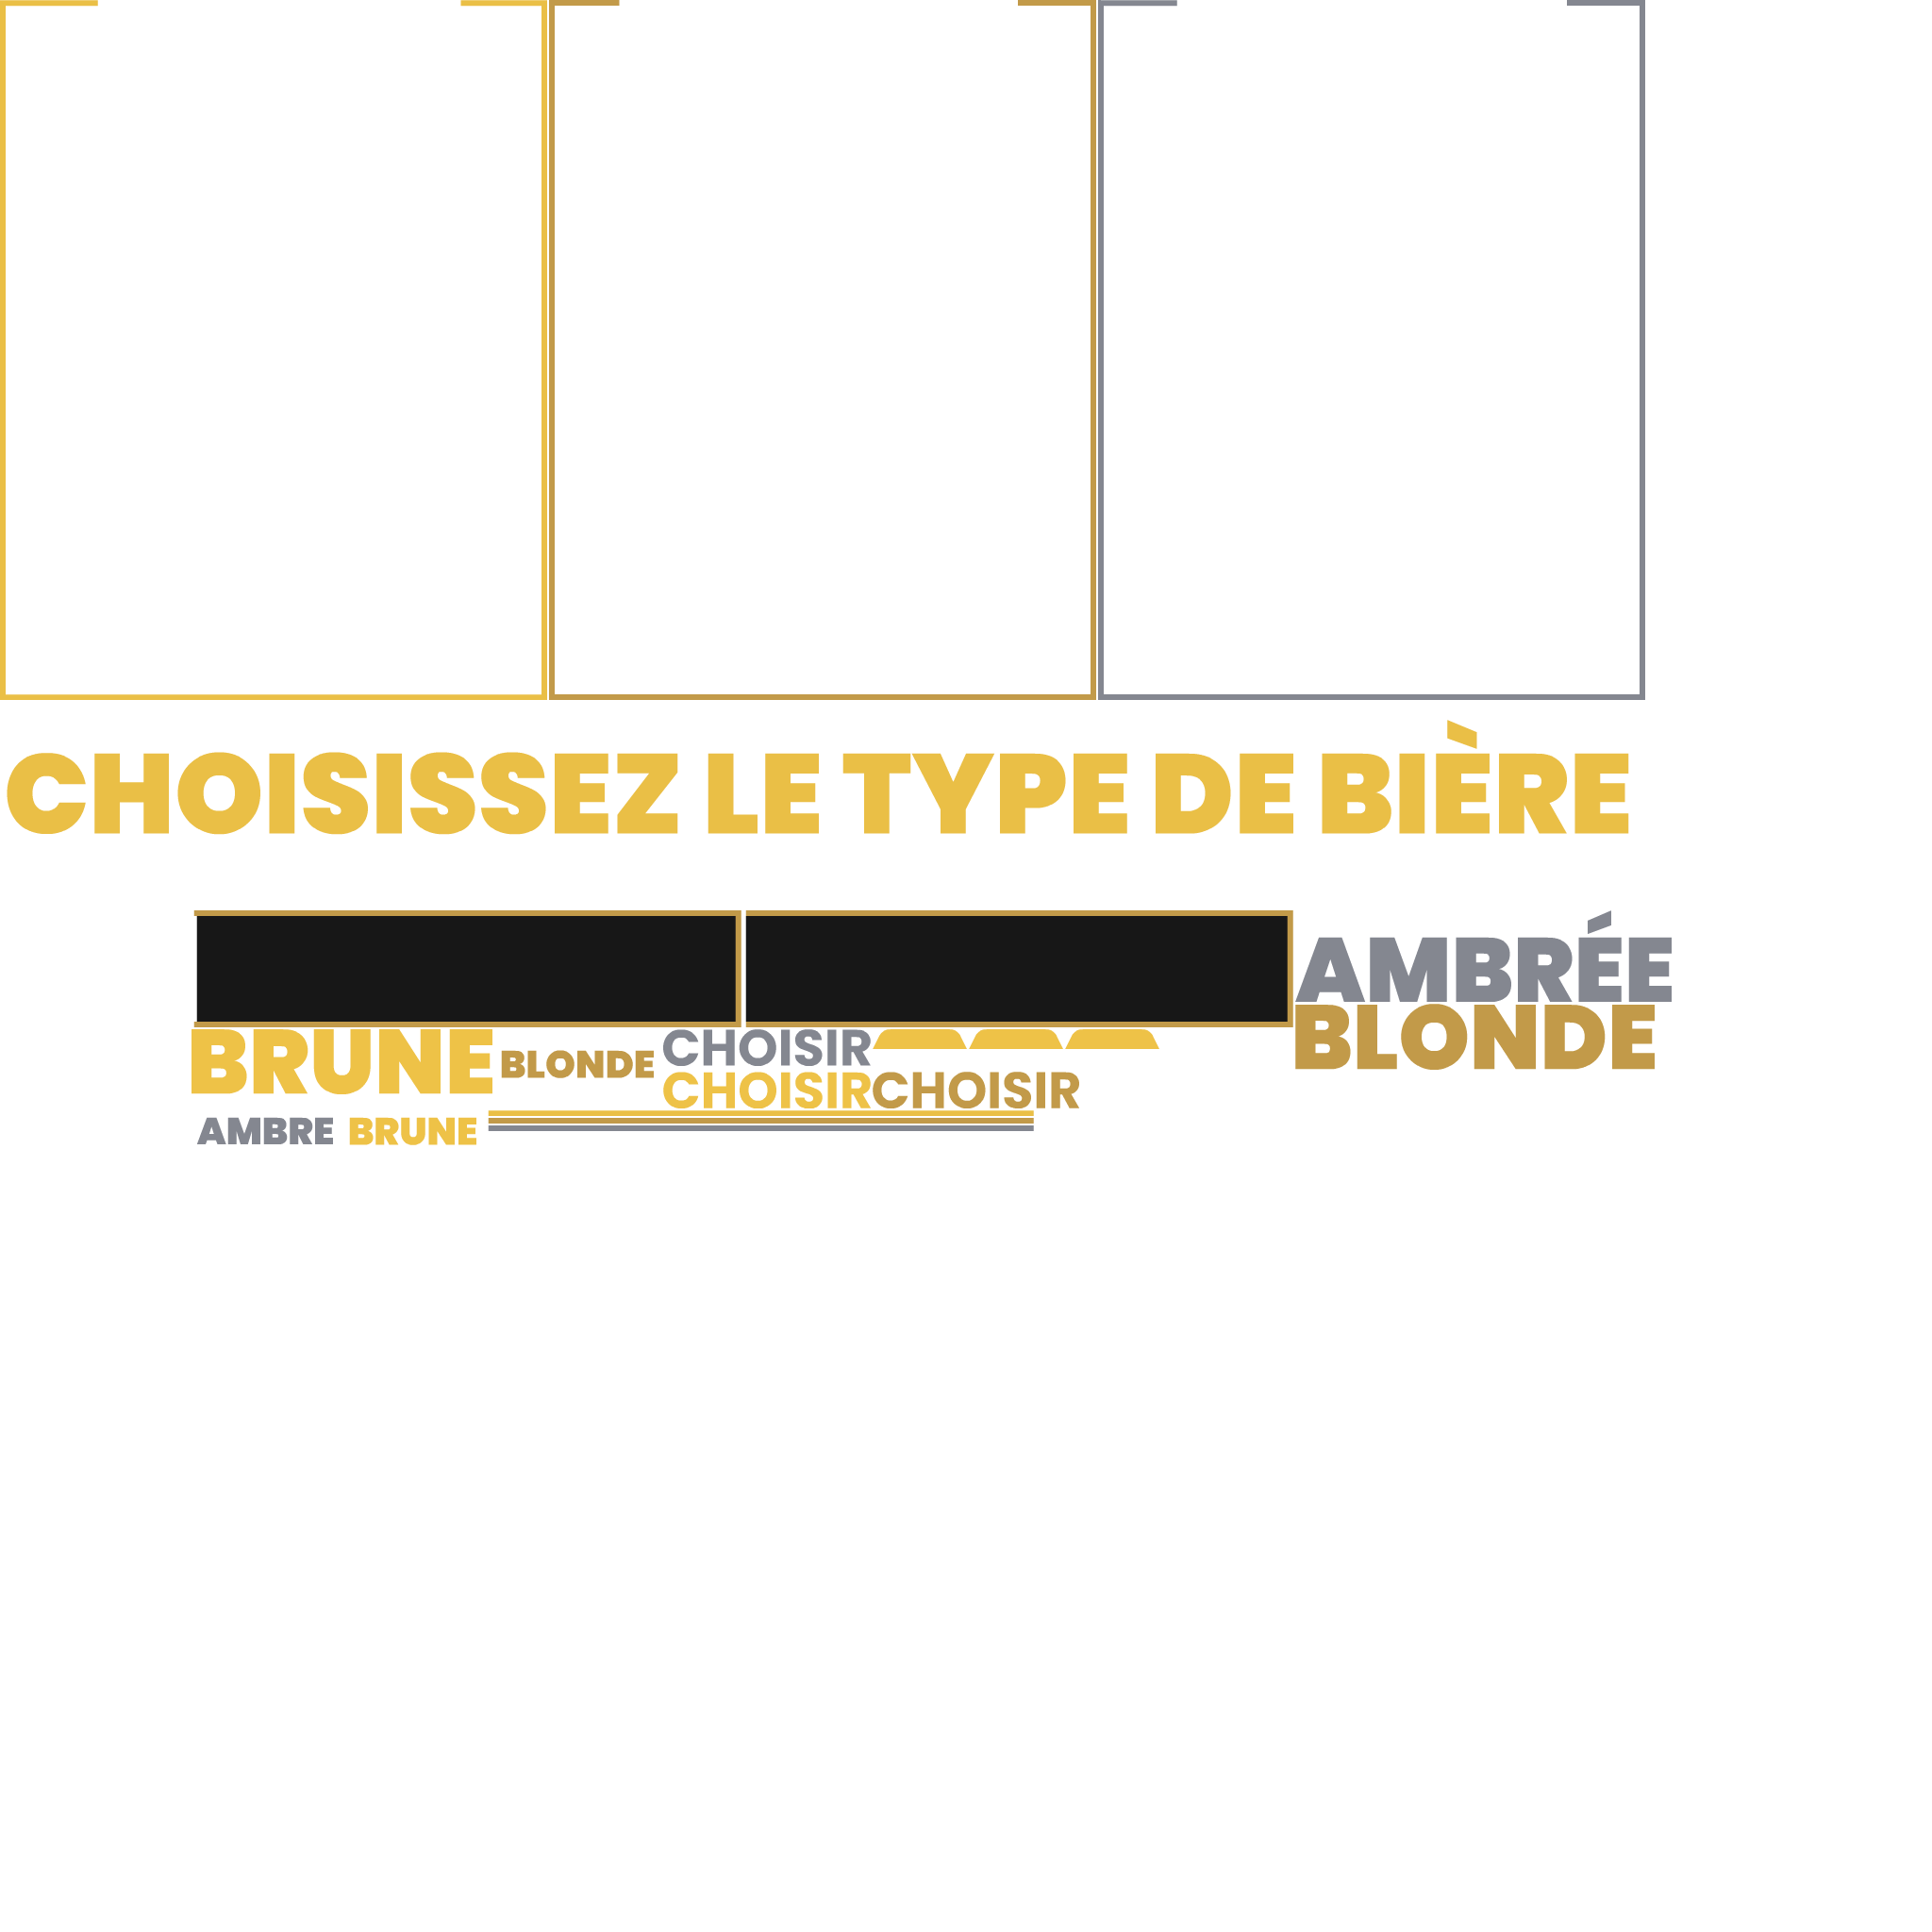 CHOISISSEZ LE TYPE DE BIÈRE
AMBRÉE
BLONDE
BRUNE
BLONDE
CHOISIR
CHOISIR
CHOISIR
AMBRE
BRUNE